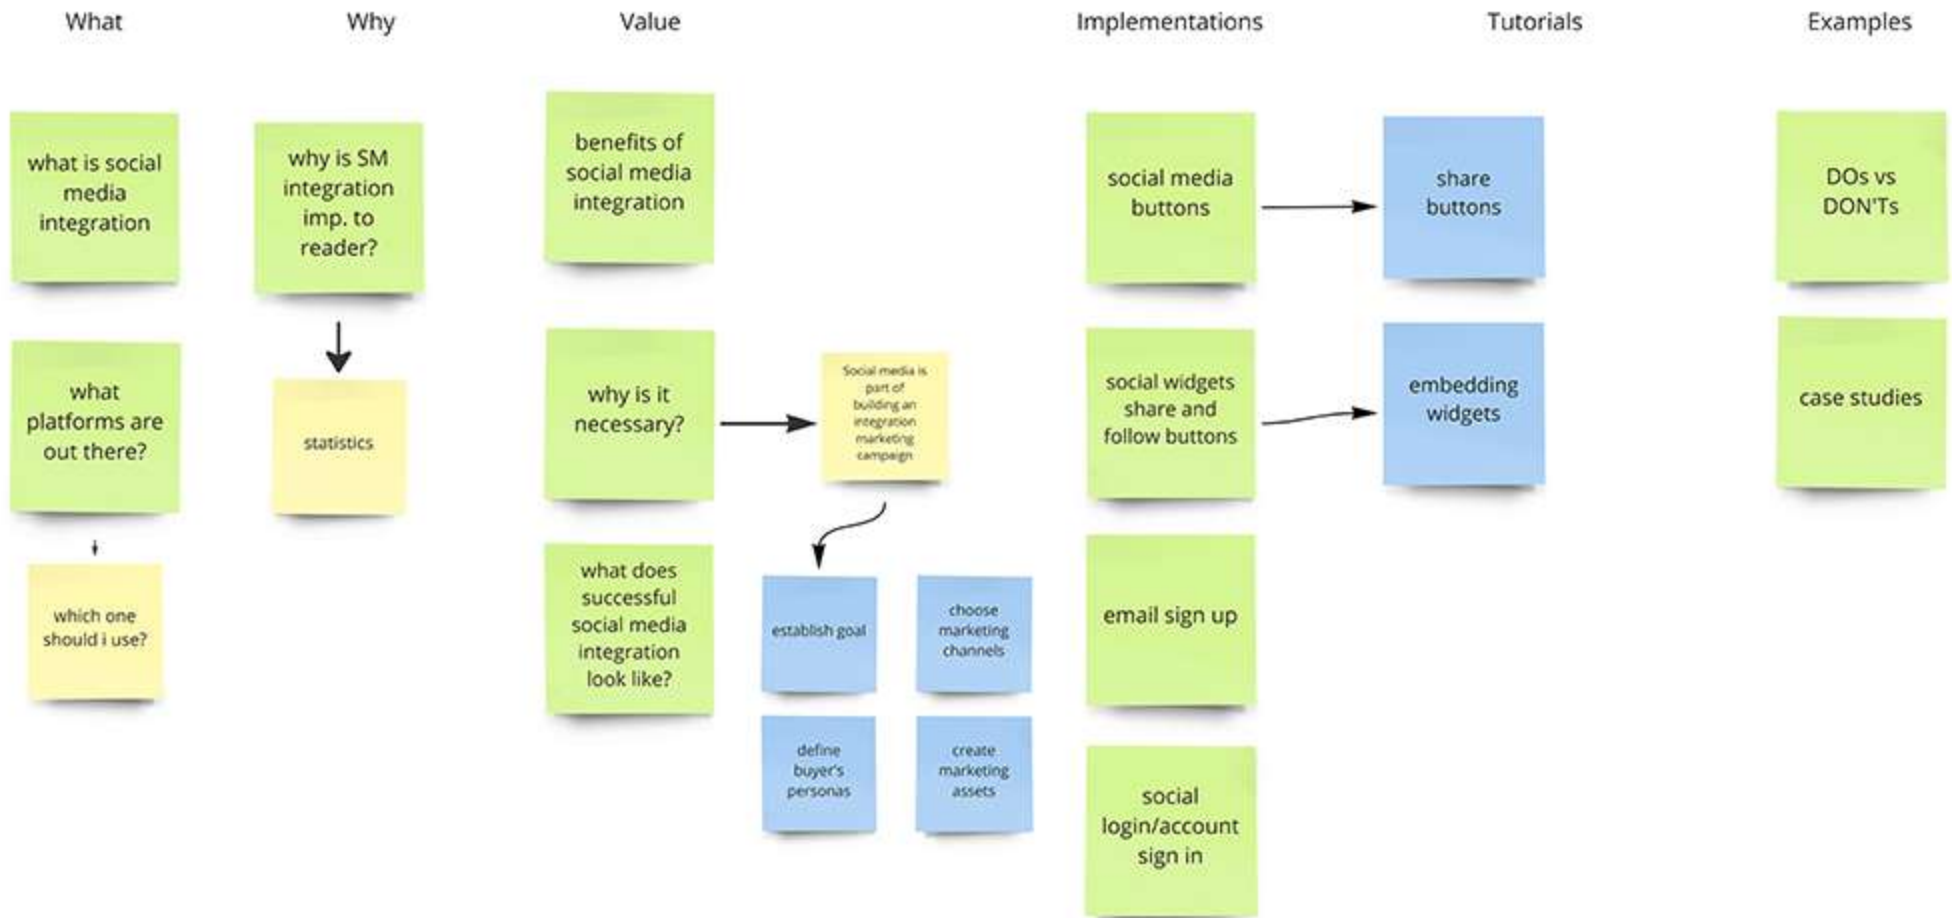 What
Why
Value
Implementations
Tutorials
Examples
what is social
media
integration
what
platforms are
out there?
which one
should i use?
why is SM
integration
imp. to
reader?
statistics
benefits of
social media
integration
why is it
necessary?
Social media is
part of
building an
integration
marketing
campaign
what does
successful
social media
integration
look like?
establish goal
choose
marketing
channels
define
buyer's
personas
create
marketing
assets
social media
buttons
social widgets
share and
follow buttons
email sign up
social
login/account
sign in
share
buttons
embedding
widgets
DOs vs
DON'Ts
case studies